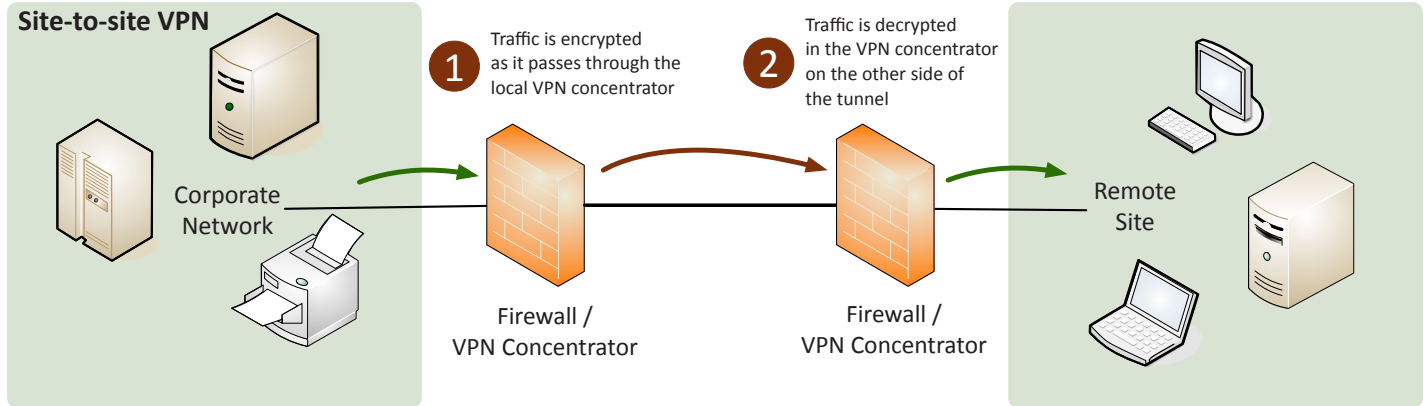 Site-to-site VPN
1
Traffic is encrypted
as it passes through the
local VPN concentrator
2
Traffic is decrypted
in the VPN concentrator
on the other side of
the tunnel
Corporate
Network
Firewall /
VPN Concentrator
Firewall /
VPN Concentrator
Remote
Site